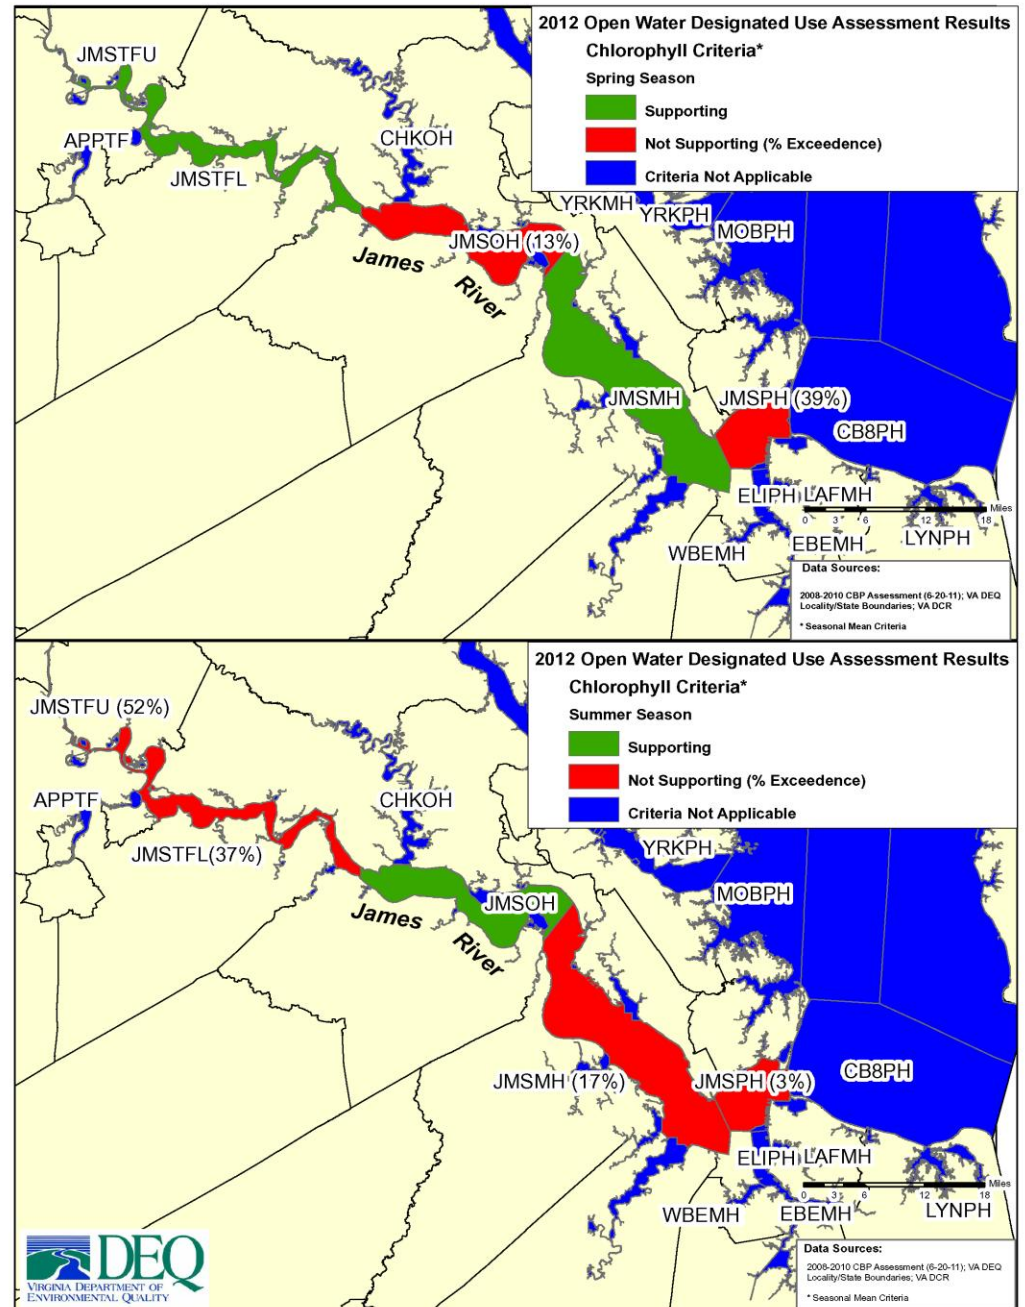 2012 Open Water Designated Use Assessment Results
Chlorophyll Criteria*
Spring Season
Supporting
Not Supporting (% Exceedence)
Criteria Not Applicable
JMSTFU
APPTF
JMSTFL
CHKOH
James
River
JMSOH (13%)
YRKMH
YRKPH
MOBPH
JMSMH
JMSPH (39%)
CB8PH
ELIPH
LAFMH
WBEMH
EBEMH
LYNPH
Miles
0 3 6 12 18
Data Sources:
2008-2010 CBP Assessment (6-20-11); VA DEQ
Locality/State Boundaries; VA DCR
* Seasonal Mean Criteria
2012 Open Water Designated Use Assessment Results
Chlorophyll Criteria*
Summer Season
Supporting
Not Supporting (% Exceedence)
Criteria Not Applicable
JMSTFU (52%)
APPTF
JMSTFL(37%)
CHKOH
James
River
JMSOH
YRKPH
MOBPH
JMSMH (17%)
JMSPH (3%)
CB8PH
ELIPH
LAFMH
WBEMH
EBEMH
LYNPH
Miles
0 3 6 12 18
Data Sources:
2008-2010 CBP Assessment (6-20-11); VA DEQ
Locality/State Boundaries; VA DCR
* Seasonal Mean Criteria
DEQ
VIRGINIA DEPARTMENT OF
ENVIRONMENTAL QUALITY